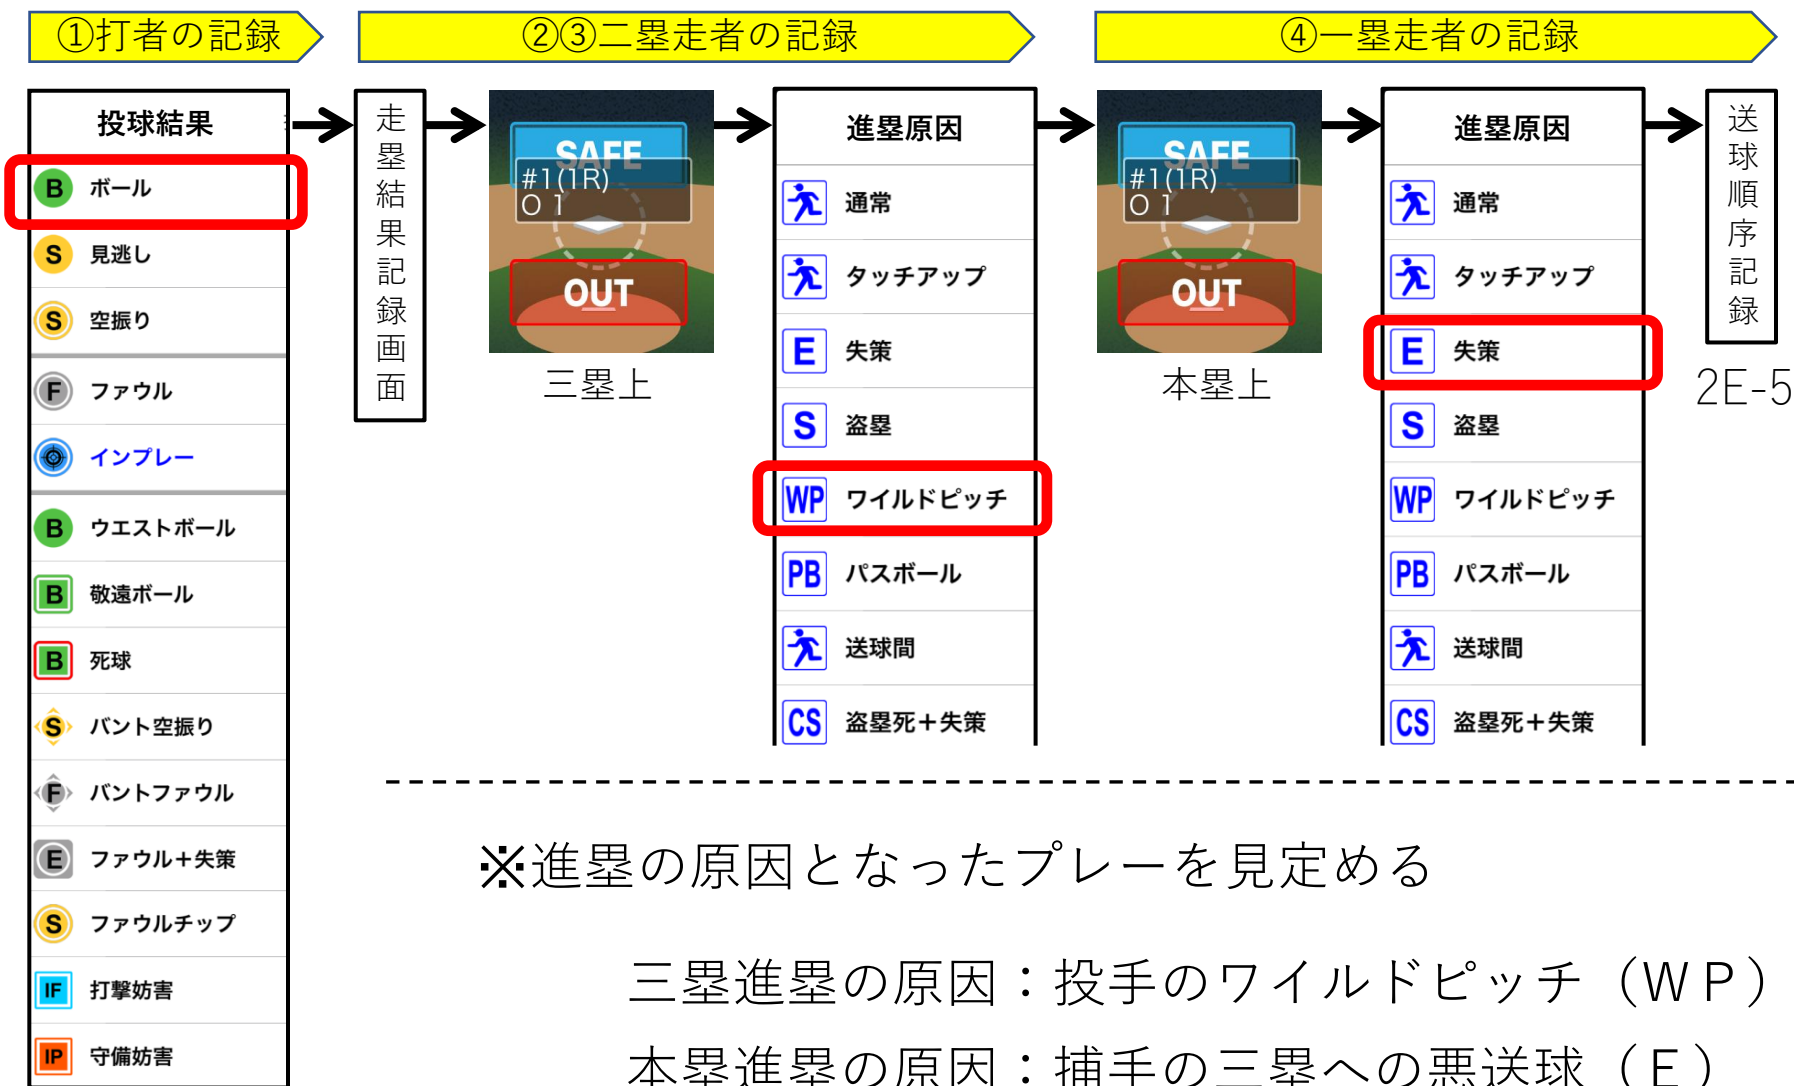 ①打者の記録
②③二塁走者の記録
④一塁走者の記録
投球結果
B ボール
S 見逃し
S 空振り
F ファウル
インプレー
B ウエストボール
B 敬遠ボール
B 死球
S バント空振り
F バントファウル
E ファウル+失策
S ファウルチップ
IF 打撃妨害
IP 守備妨害
走塁結果記録画面
SAFE
#1(1R)
O 1
OUT
三塁上
進塁原因
通常
タッチアップ
E 失策
S 盗塁
WP ワイルドピッチ
PB パスボール
送球間
CS 盗塁死+失策
SAFE
#1(1R)
O 1
OUT
本塁上
進塁原因
通常
タッチアップ
E 失策
S 盗塁
WP ワイルドピッチ
PB パスボール
送球間
CS 盗塁死+失策
送球順序記録
2E-5
※進塁の原因となったプレーを見定める
三塁進塁の原因：投手のワイルドピッチ（ＷＰ）
本塁進塁の原因：捕手の三塁への悪送球（Ｅ）